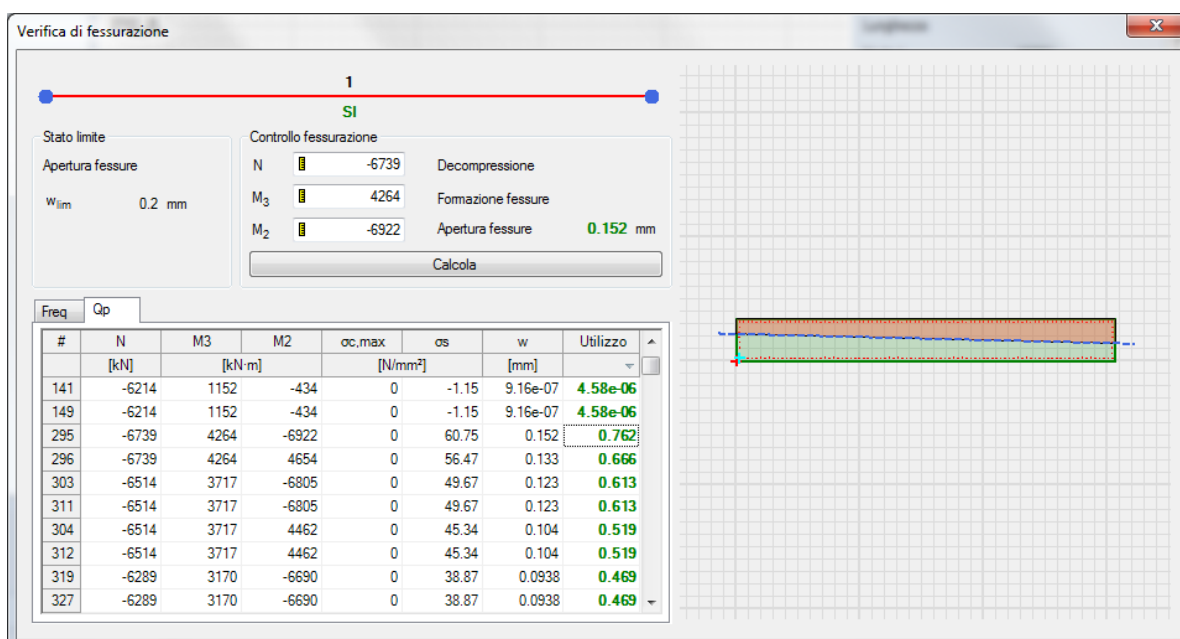 Verifica di fessurazione
1
SI
Stato limite
Apertura fessure
wlim 0.2 mm
Controllo fessurazione
N -6739 Decompressione
M3 4264 Formazione fessure
M2 -6922 Apertura fessure 0.152 mm
Calcola
Freq Qp
# N M3 M2 σc,max σs w Utilizzo
[kN] [kN·m] [N/mm²] [mm]
141 -6214 1152 -434 0 -1.15 9.16e-07 4.58e-06
149 -6214 1152 -434 0 -1.15 9.16e-07 4.58e-06
295 -6739 4264 -6922 0 60.75 0.152 0.762
296 -6739 4264 4654 0 56.47 0.133 0.666
303 -6514 3717 -6805 0 49.67 0.123 0.613
311 -6514 3717 -6805 0 49.67 0.123 0.613
304 -6514 3717 4462 0 45.34 0.104 0.519
312 -6514 3717 4462 0 45.34 0.104 0.519
319 -6289 3170 -6690 0 38.87 0.0938 0.469
327 -6289 3170 -6690 0 38.87 0.0938 0.469